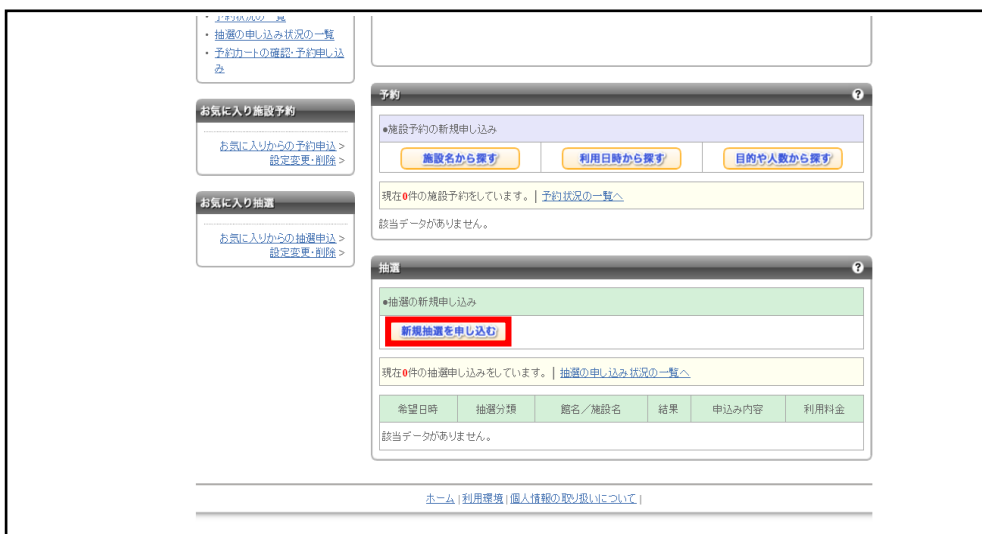 予約状況の一覧
抽選の申し込み状況の一覧
予約カートの確認・予約申し込
み
お気に入り施設予約
お気に入りからの予約申込 >
設定変更・削除 >
お気に入り抽選
お気に入りからの抽選申込 >
設定変更・削除 >
予約 ?
●施設予約の新規申し込み
施設名から探す 利用日時から探す 目的や人数から探す
現在0件の施設予約をしています。 | 予約状況の一覧へ
該当データがありません。
抽選 ?
●抽選の新規申し込み
新規抽選を申し込む
現在0件の抽選申し込みをしています。 | 抽選の申し込み状況の一覧へ
希望日時 抽選分類 館名/施設名 結果 申込み内容 利用料金
該当データがありません。
ホーム | 利用環境 | 個人情報の取り扱いについて |